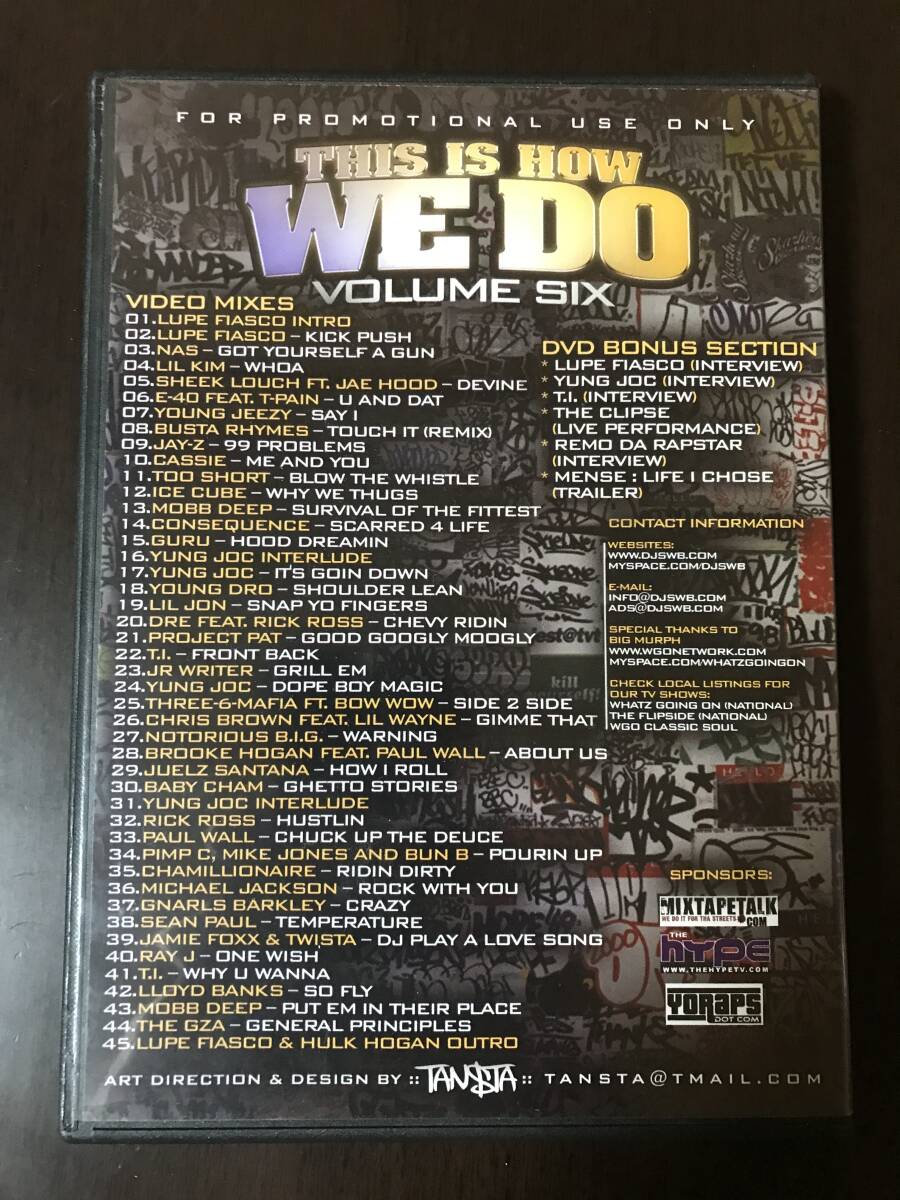 FOR PROMOTIONAL USE ONLY
THIS IS HOW
WE DO
VOLUME SIX
VIDEO MIXES
01.LUPE FIASCO INTRO
02.LUPE FIASCO – KICK PUSH
03.NAS – GOT YOURSELF A GUN
04.LIL KIM – WHOA
05.SHEEK LOUCH FT. JAE HOOD – DEVINE
06.E-40 FEAT. T-PAIN – U AND DAT
07.YOUNG JEEZY – SAY I
08.BUSTA RHYMES – TOUCH IT (REMIX)
09.JAY-Z – 99 PROBLEMS
10.CASSIE – ME AND YOU
11.TOO SHORT – BLOW THE WHISTLE
12.ICE CUBE – WHY WE THUGS
13.MOBB DEEP – SURVIVAL OF THE FITTEST
14.CONSEQUENCE – SCARRED 4 LIFE
15.GURU – HOOD DREAMIN
16.YUNG JOC INTERLUDE
17.YUNG JOC – IT'S GOIN DOWN
18.YOUNG DRO – SHOULDER LEAN
19.LIL JON – SNAP YO FINGERS
20.DRE FEAT. RICK ROSS – CHEVY RIDIN
21.PROJECT PAT – GOOD GOOGLY MOOGLY
22.T.I. – FRONT BACK
23.JR WRITER – GRILL EM
24.YUNG JOC – DOPE BOY MAGIC
25.THREE-6-MAFIA FT. BOW WOW – SIDE 2 SIDE
26.CHRIS BROWN FEAT. LIL WAYNE – GIMME THAT
27.NOTORIOUS B.I.G. – WARNING
28.BROOKE HOGAN FEAT. PAUL WALL – ABOUT US
29.JUELZ SANTANA – HOW I ROLL
30.BABY CHAM – GHETTO STORIES
31.YUNG JOC INTERLUDE
32.RICK ROSS – HUSTLIN
33.PAUL WALL – CHUCK UP THE DEUCE
34.PIMP C, MIKE JONES AND BUN B – POURIN UP
35.CHAMILLIONAIRE – RIDIN DIRTY
36.MICHAEL JACKSON – ROCK WITH YOU
37.GNARLS BARKLEY – CRAZY
38.SEAN PAUL – TEMPERATURE
39.JAMIE FOXX & TWISTA – DJ PLAY A LOVE SONG
40.RAY J – ONE WISH
41.T.I. – WHY U WANNA
42.LLOYD BANKS – SO FLY
43.MOBB DEEP – PUT EM IN THEIR PLACE
44.THE GZA – GENERAL PRINCIPLES
45.LUPE FIASCO & HULK HOGAN OUTRO
DVD BONUS SECTION
* LUPE FIASCO (INTERVIEW)
* YUNG JOC (INTERVIEW)
* T.I. (INTERVIEW)
* THE CLIPSE
(LIVE PERFORMANCE)
* REMO DA RAPSTAR
(INTERVIEW)
* MENSE : LIFE I CHOSE
(TRAILER)
CONTACT INFORMATION
WEBSITES:
WWW.DJSWB.COM
MYSPACE.COM/DJSWB
E-MAIL:
INFO@DJSWB.COM
ADS@DJSWB.COM
SPECIAL THANKS TO
BIG MURPH
WWW.WGONETWORK.COM
MYSPACE.COM/WHATZGOINGON
CHECK LOCAL LISTINGS FOR
OUR TV SHOWS:
WHATZ GOING ON (NATIONAL)
THE FLIPSIDE (NATIONAL)
WGO CLASSIC SOUL
SPONSORS:
MIXTAPETALK
WE DO IT FOR THA STREETS .COM
THE
HYPE
WWW.THEHYPETV.COM
YORAPS
DOT COM
ART DIRECTION & DESIGN BY :: TAN$TA :: TANSTA@TMAIL.COM